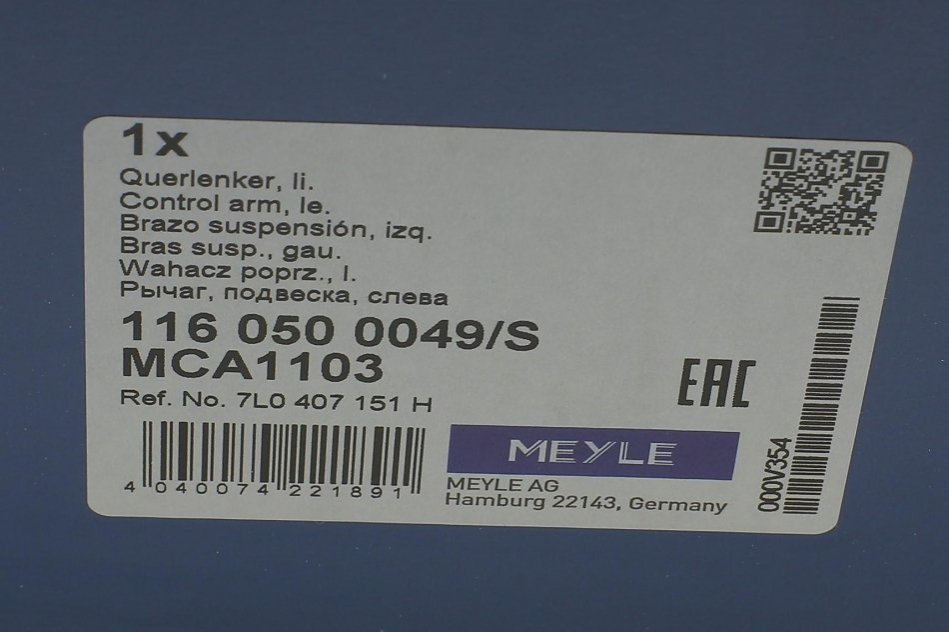 1x
Querlenker, li.
Control arm, le.
Brazo suspensión, izq.
Bras susp., gau.
Wahacz poprz., l.
Рычаг, подвеска, слева
116 050 0049/S
MCA1103
Ref. No. 7L0 407 151 H
4 040074 221891
MEYLE
MEYLE AG
Hamburg 22143, Germany
EAC
000V354